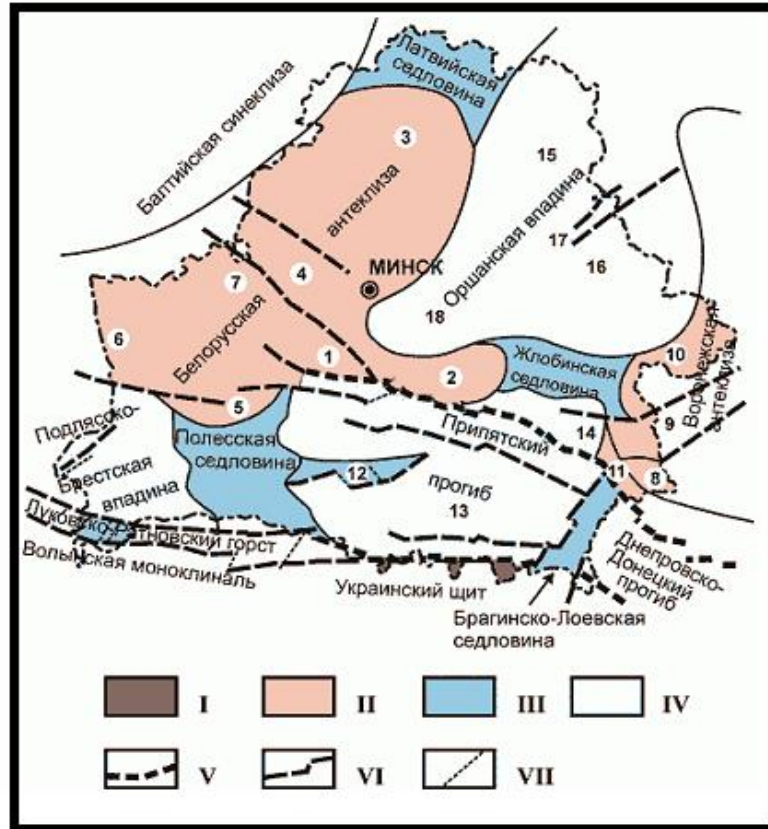 Латвийская
седловина
Балтийская синеклиза
3
15
антеклиза
Оршанская впадина
17
7
4
МИНСК
16
Белорусская
18
6
1
2
Жлобинская
седловина
10
Воронежская
антеклиза
5
9
Подлясско-
Брестская
впадина
Полесская
седловина
Припятский
прогиб
14
12
11
8
13
Луковско-Ратновский горст
Волынская моноклиналь
Украинский щит
Днепровско-
Донецкий
прогиб
Брагинско-Лоевская
седловина
I
II
III
IV
V
VI
VII